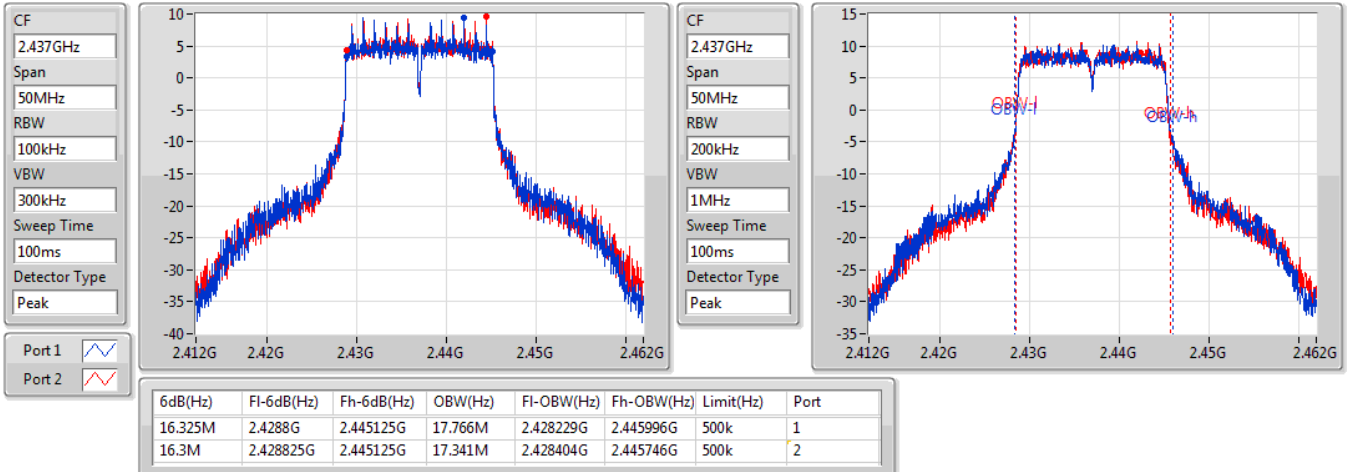 CF
2.437GHz
Span
50MHz
RBW
100kHz
VBW
300kHz
Sweep Time
100ms
Detector Type
Peak
Port 1
Port 2
10
5
0
-5
-10
-15
-20
-25
-30
-35
-40
2.412G 2.42G 2.43G 2.44G 2.45G 2.462G
CF
2.437GHz
Span
50MHz
RBW
200kHz
VBW
1MHz
Sweep Time
100ms
Detector Type
Peak
15
10
5
0
-5
-10
-15
-20
-25
-30
-35
OBW-l
OBW-l
OBW-h
OBW-h
2.412G 2.42G 2.43G 2.44G 2.45G 2.462G
6dB(Hz) Fl-6dB(Hz) Fh-6dB(Hz) OBW(Hz) Fl-OBW(Hz) Fh-OBW(Hz) Limit(Hz) Port
16.325M 2.4288G 2.445125G 17.766M 2.428229G 2.445996G 500k 1
16.3M 2.428825G 2.445125G 17.341M 2.428404G 2.445746G 500k 2